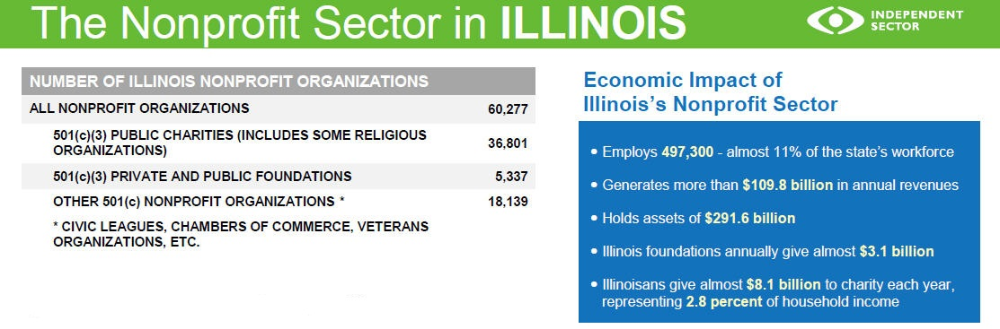 The Nonprofit Sector in ILLINOIS
INDEPENDENT
SECTOR
NUMBER OF ILLINOIS NONPROFIT ORGANIZATIONS
ALL NONPROFIT ORGANIZATIONS 60,277
501(c)(3) PUBLIC CHARITIES (INCLUDES SOME RELIGIOUS
ORGANIZATIONS) 36,801
501(c)(3) PRIVATE AND PUBLIC FOUNDATIONS 5,337
OTHER 501(c) NONPROFIT ORGANIZATIONS * 18,139
* CIVIC LEAGUES, CHAMBERS OF COMMERCE, VETERANS
ORGANIZATIONS, ETC.
Economic Impact of
Illinois's Nonprofit Sector
• Employs 497,300 - almost 11% of the state's workforce
• Generates more than $109.8 billion in annual revenues
• Holds assets of $291.6 billion
• Illinois foundations annually give almost $3.1 billion
• Illinoisans give almost $8.1 billion to charity each year,
representing 2.8 percent of household income